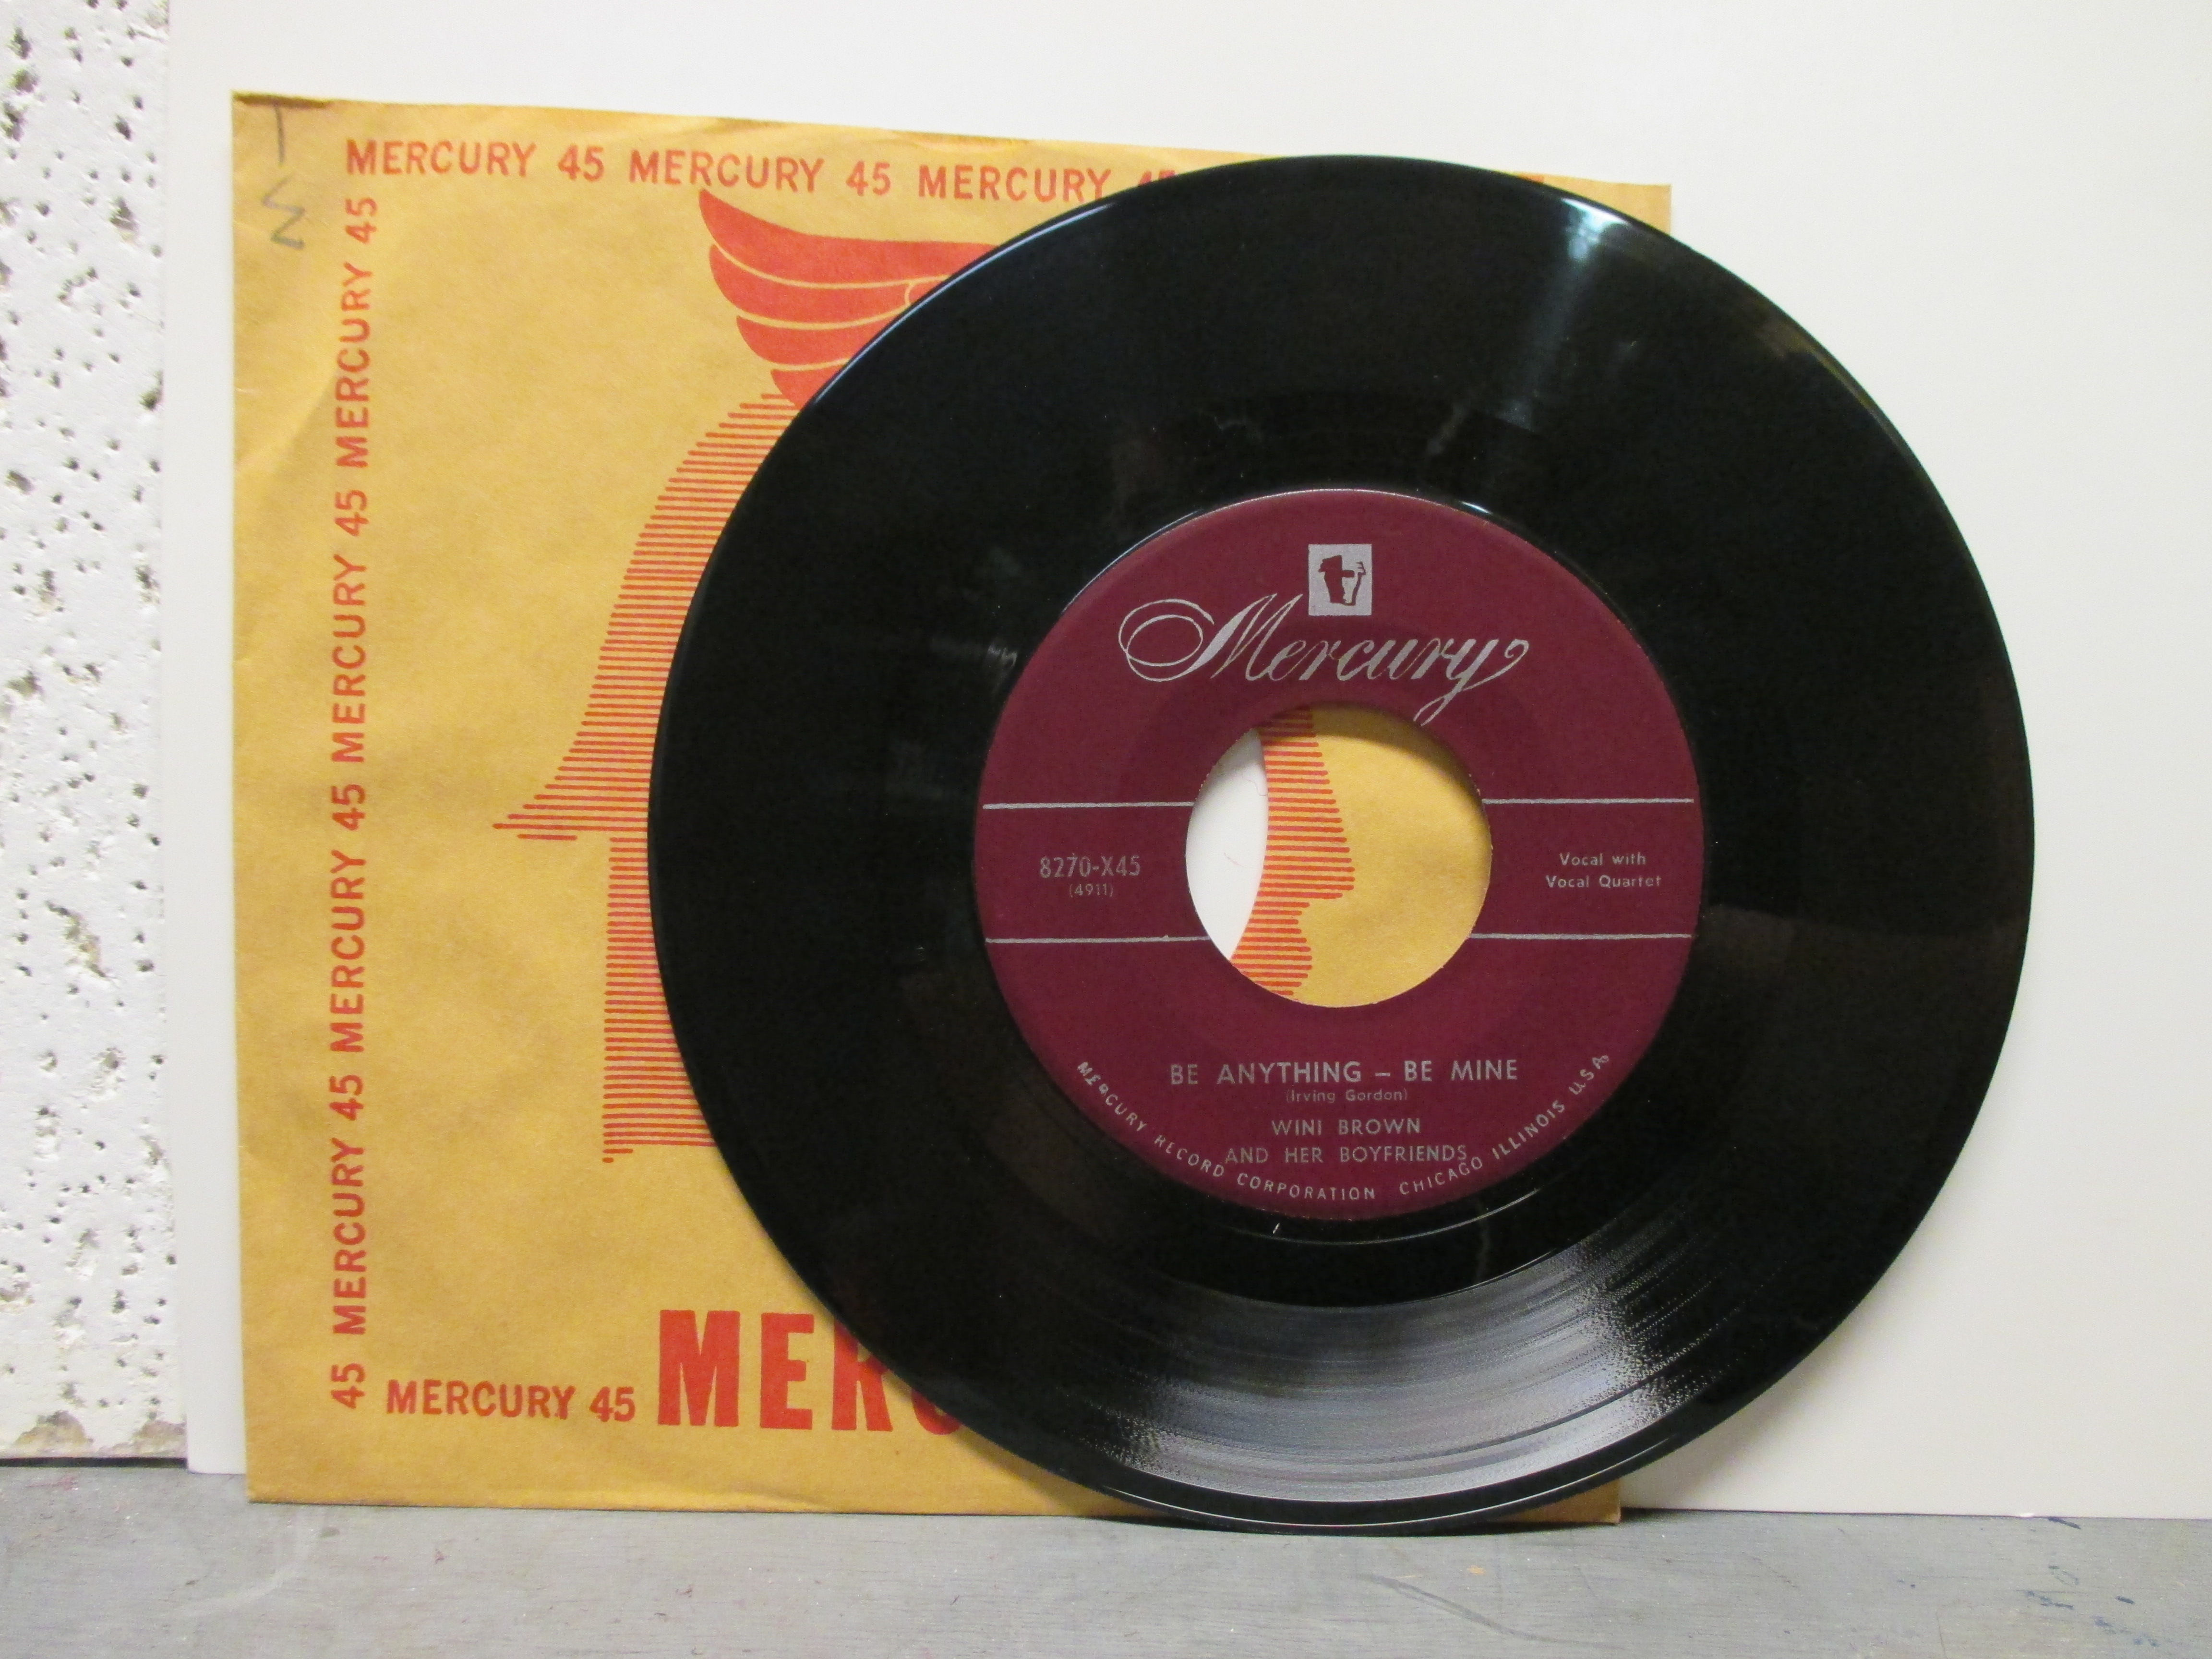 MERCURY 45 MERCURY 45 MERCURY 45
45 MERCURY 45 MERCURY 45 MERCURY 45 MERCURY 45 MERCURY 45
MERCURY 45 MERC
Mercury
8270-X45
(4911)
Vocal with
Vocal Quartet
BE ANYTHING – BE MINE
(Irving Gordon)
WINI BROWN
AND HER BOYFRIENDS
MERCURY RECORD CORPORATION CHICAGO ILLINOIS U.S.A